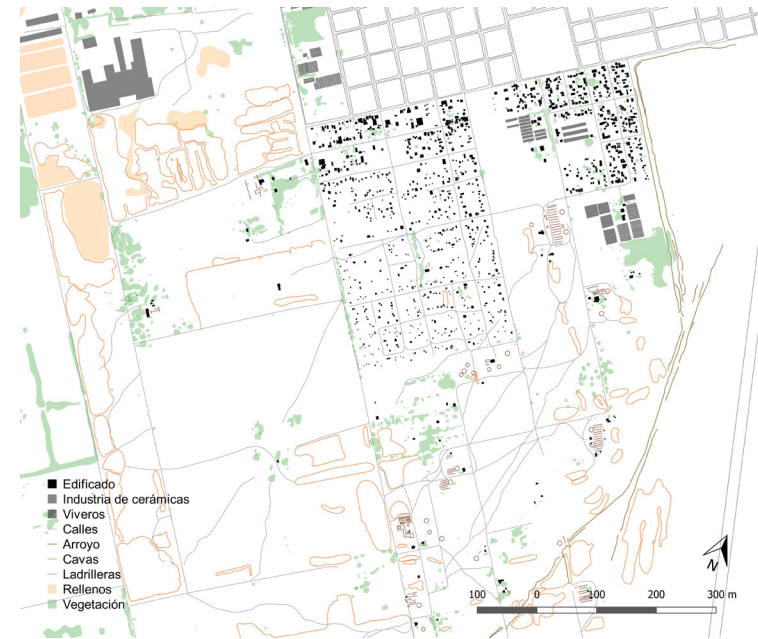 Edificado
Industria de cerámicas
Viveros
Calles
Arroyo
Cavas
Ladrilleras
Rellenos
Vegetación
N
100 0 100 200 300 m